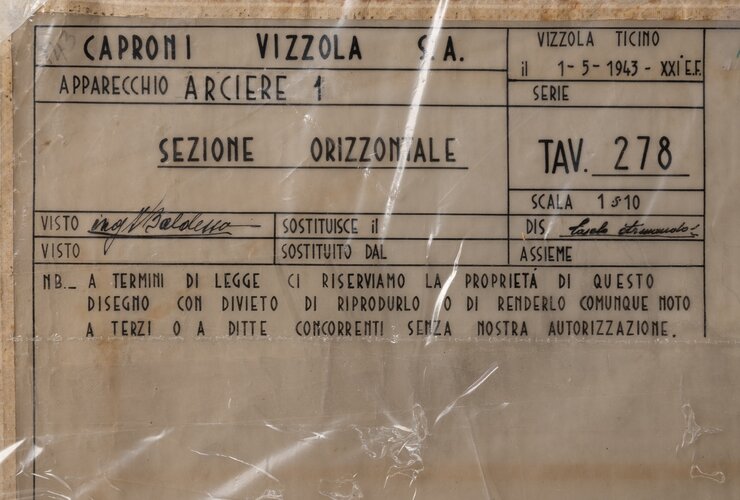 CAPRONI VIZZOLA S.A.
VIZZOLA TICINO
il 1-5-1943-XXI E.F.
APPARECCHIO ARCIERE 1
SERIE
SEZIONE ORIZZONTALE
TAV. 278
SCALA 1:10
VISTO ing
SOSTITUISCE il
DIS
VISTO
SOSTITUITO DAL
ASSIEME
NB._ A TERMINI DI LEGGE CI RISERVIAMO LA PROPRIETÁ DI QUESTO
DISEGNO CON DIVIETO DI RIPRODURLO O DI RENDERLO COMUNQUE NOTO
A TERZI O A DITTE CONCORRENTI SENZA NOSTRA AUTORIZZAZIONE.